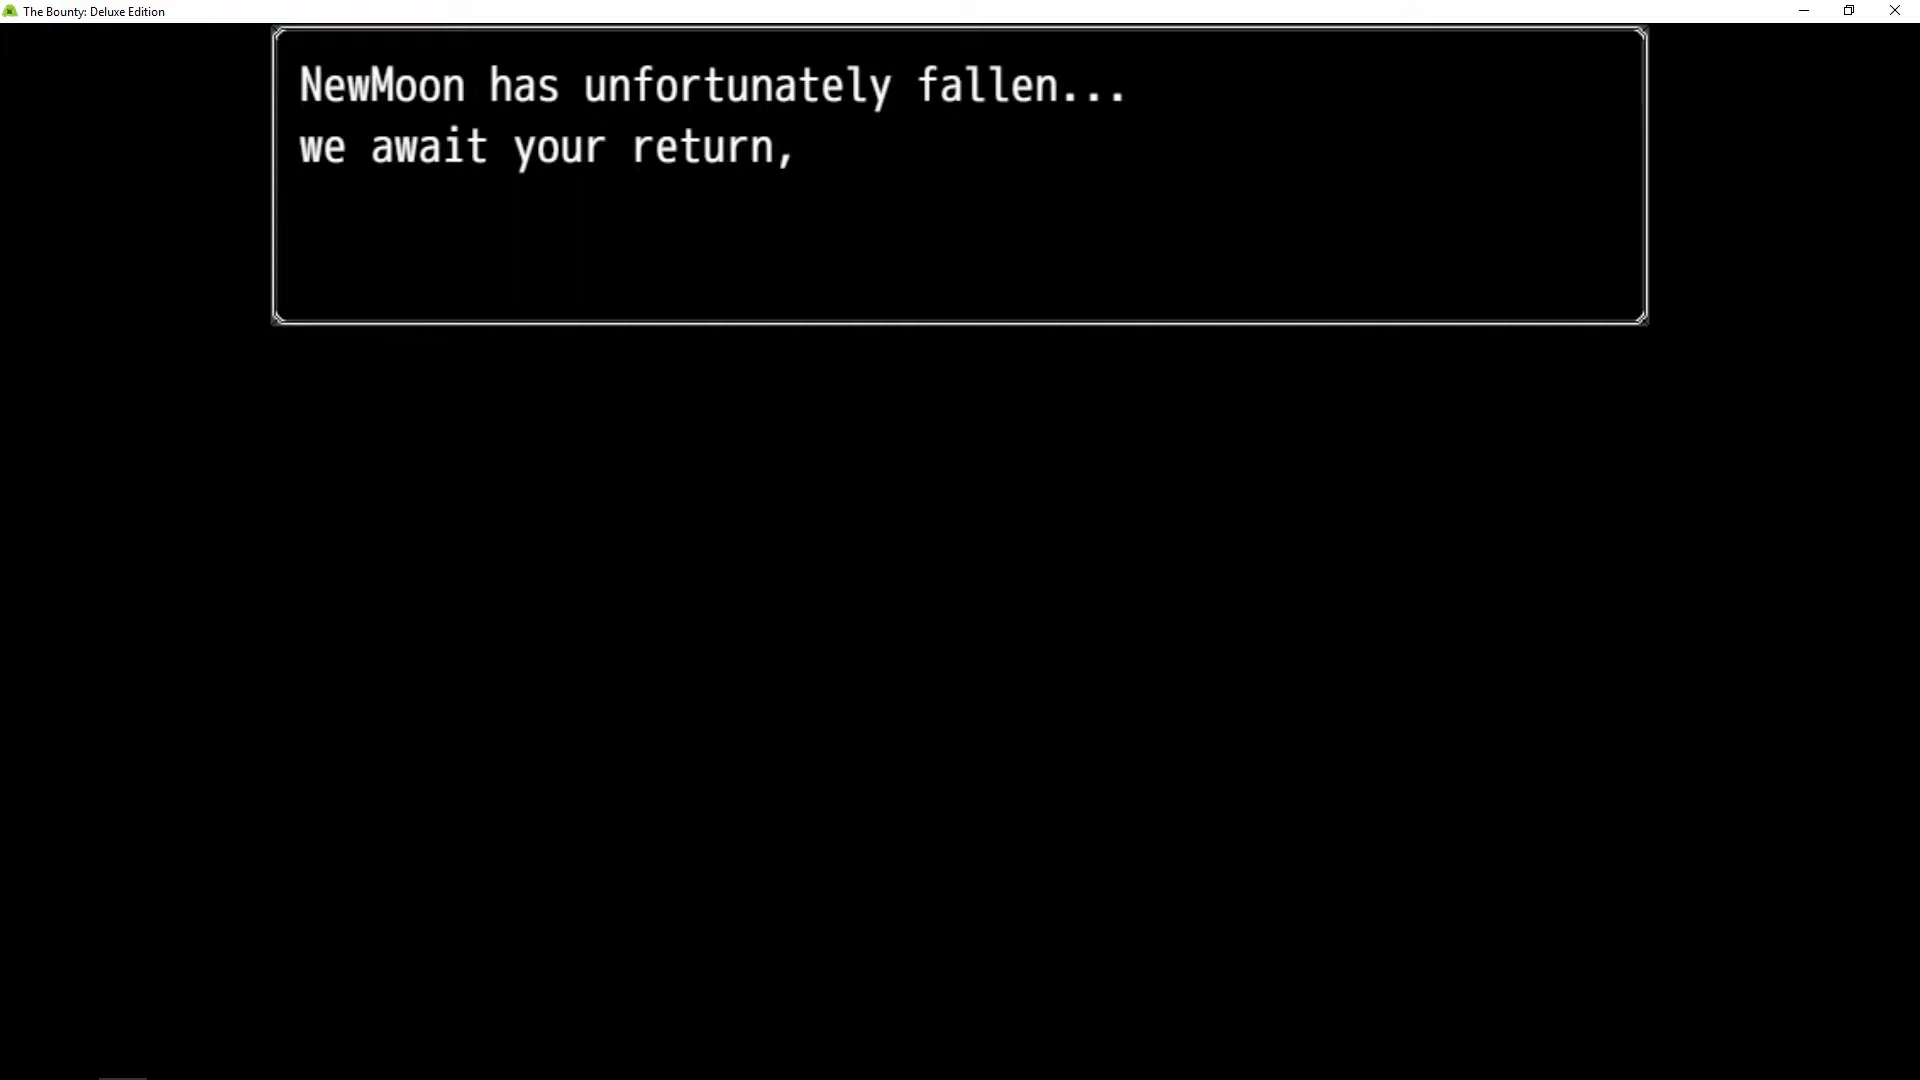 The Bounty: Deluxe Edition
NewMoon has unfortunately fallen...
we await your return,